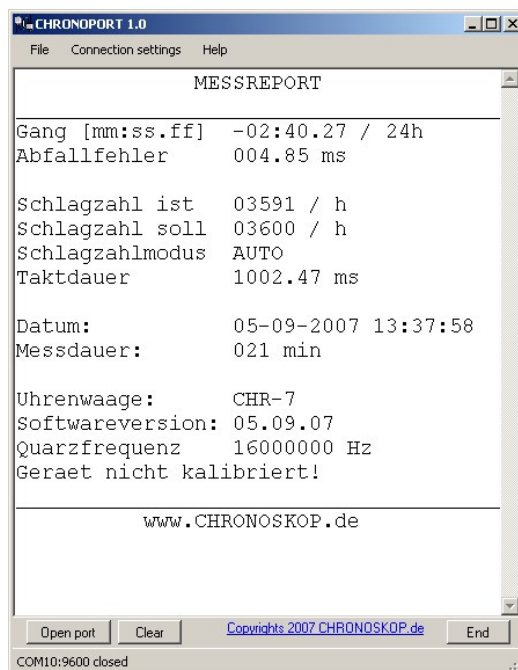 CHRONOPORT 1.0
File Connection settings Help
MESSREPORT
Gang [mm:ss.ff] -02:40.27 / 24h
Abfallfehler 004.85 ms
Schlagzahl ist 03591 / h
Schlagzahl soll 03600 / h
Schlagzahlmodus AUTO
Taktdauer 1002.47 ms
Datum: 05-09-2007 13:37:58
Messdauer: 021 min
Uhrenwaage: CHR-7
Softwareversion: 05.09.07
Quarzfrequenz 16000000 Hz
Geraet nicht kalibriert!
www.CHRONOSKOP.de
Open port Clear Copyrights 2007 CHRONOSKOP.de End
COM10:9600 closed